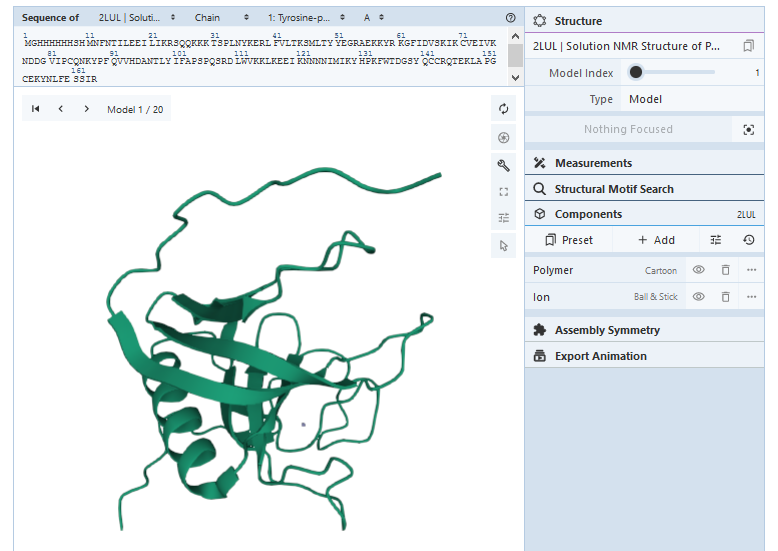 Sequence of 2LUL | Soluti... Chain 1: Tyrosine-p... A
1 11 21 31 41 51 61 71
MGHHHHHHSH MNFNTILEEI LIKRSQQKKK TSPLNYKERL FVLTKSMLTY YEGRAEKKYR KGFIDVSKIK CVEIVK
81 91 101 111 121 131 141 151
NDDG VIPCQNKYPF QVVHDANTLY IFAPSPQSRD LWVKKLKEEI KNNNNIMIKY HPKFWTDGSY QCCRQTEKLA PG
161
CEKYNLFE SSIR
Model 1 / 20
Structure
2LUL | Solution NMR Structure of P...
Model Index 1
Type Model
Nothing Focused
Measurements
Structural Motif Search
Components 2LUL
Preset + Add
Polymer Cartoon
Ion Ball & Stick
Assembly Symmetry
Export Animation